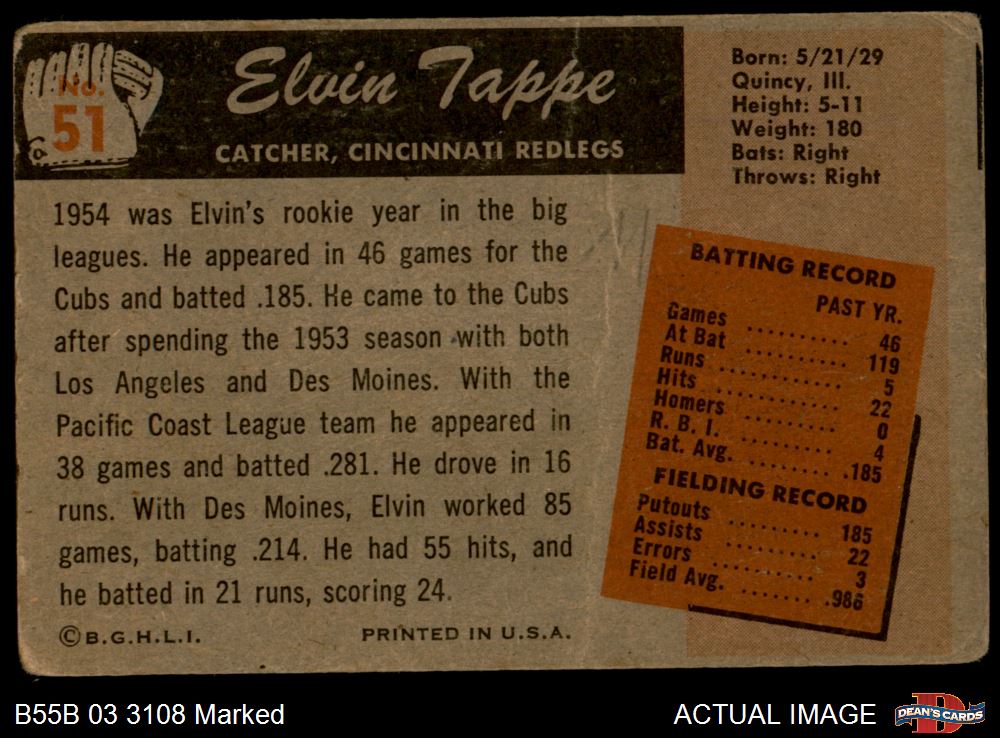 No.
51
Elvin Tappe
CATCHER, CINCINNATI REDLEGS
Born: 5/21/29
Quincy, Ill.
Height: 5-11
Weight: 180
Bats: Right
Throws: Right
1954 was Elvin's rookie year in the big
leagues. He appeared in 46 games for the
Cubs and batted .185. He came to the Cubs
after spending the 1953 season with both
Los Angeles and Des Moines. With the
Pacific Coast League team he appeared in
38 games and batted .281. He drove in 16
runs. With Des Moines, Elvin worked 85
games, batting .214. He had 55 hits, and
he batted in 21 runs, scoring 24.
©B.G.H.L.I. PRINTED IN U.S.A.
BATTING RECORD
PAST YR.
Games ......... 46
At Bat .......... 119
Runs ............ 5
Hits ............ 22
Homers .......... 0
R. B. I. .......... 4
Bat. Avg. ........ .185
FIELDING RECORD
Putouts ......... 185
Assists ......... 22
Errors .......... 3
Field Avg. ....... .986
B55B 03 3108 Marked
ACTUAL IMAGE
D
DEAN'S CARDS